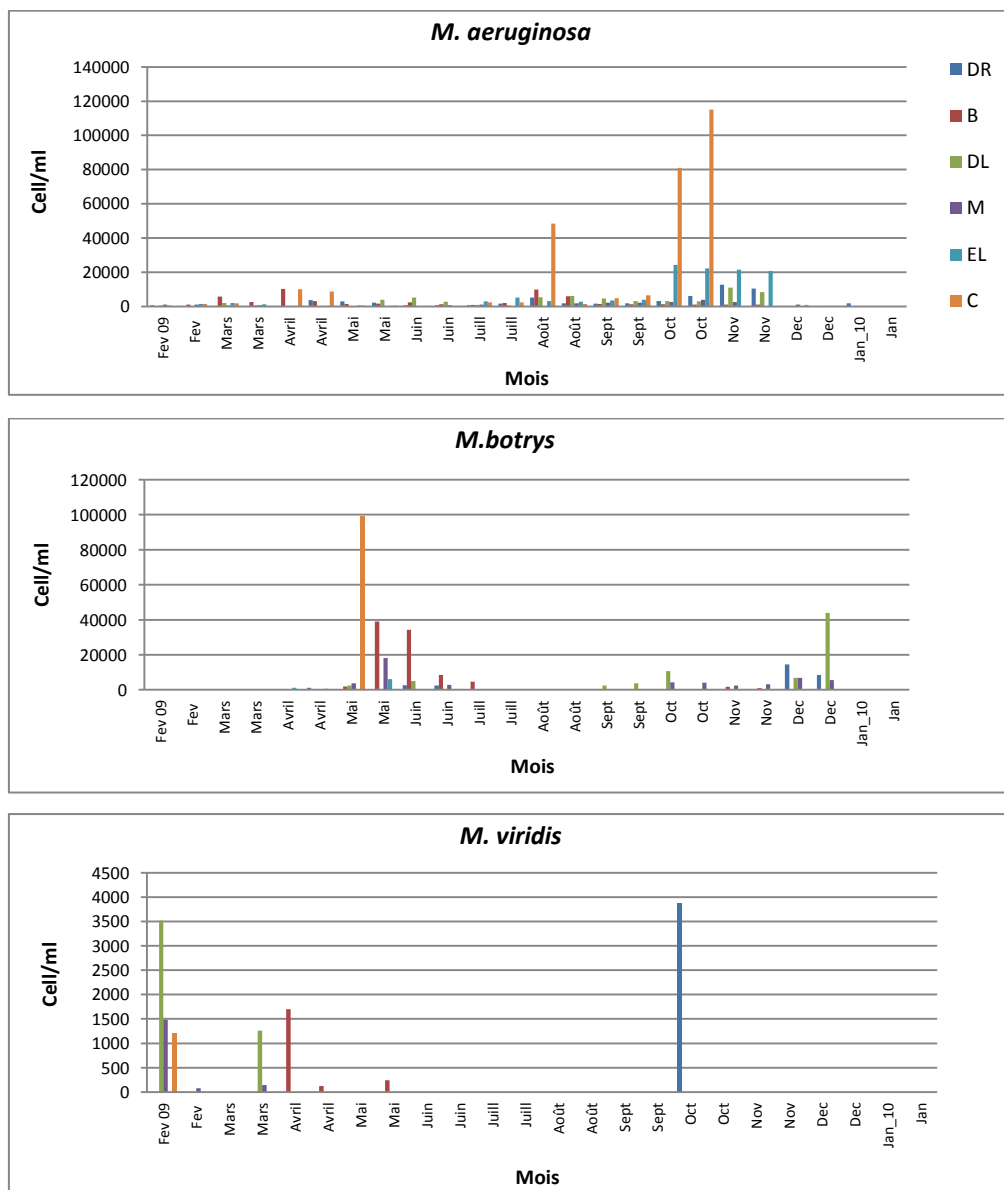 M. aeruginosa
140000
120000
100000
80000
60000
40000
20000
0
Cell/ml
Fev 09
Fev
Mars
Mars
Avril
Avril
Mai
Mai
Juin
Juin
Juill
Juill
Août
Août
Sept
Sept
Oct
Oct
Nov
Nov
Dec
Dec
Jan_10
Jan
Mois
DR
B
DL
M
EL
C
M.botrys
120000
100000
80000
60000
40000
20000
0
Cell/ml
Fev 09
Fev
Mars
Mars
Avril
Avril
Mai
Mai
Juin
Juin
Juill
Juill
Août
Août
Sept
Sept
Oct
Oct
Nov
Nov
Dec
Dec
Jan_10
Jan
Mois
M. viridis
4500
4000
3500
3000
2500
2000
1500
1000
500
0
Cell/ml
Fev 09
Fev
Mars
Mars
Avril
Avril
Mai
Mai
Juin
Juin
Juill
Juill
Août
Août
Sept
Sept
Oct
Oct
Nov
Nov
Dec
Dec
Jan_10
Jan
Mois